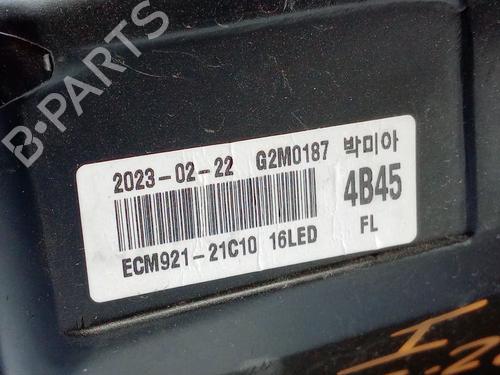 B·PARTS
2023-02-22 G2M0187 박미아
4B45
ECM921-21C10 16LED FL